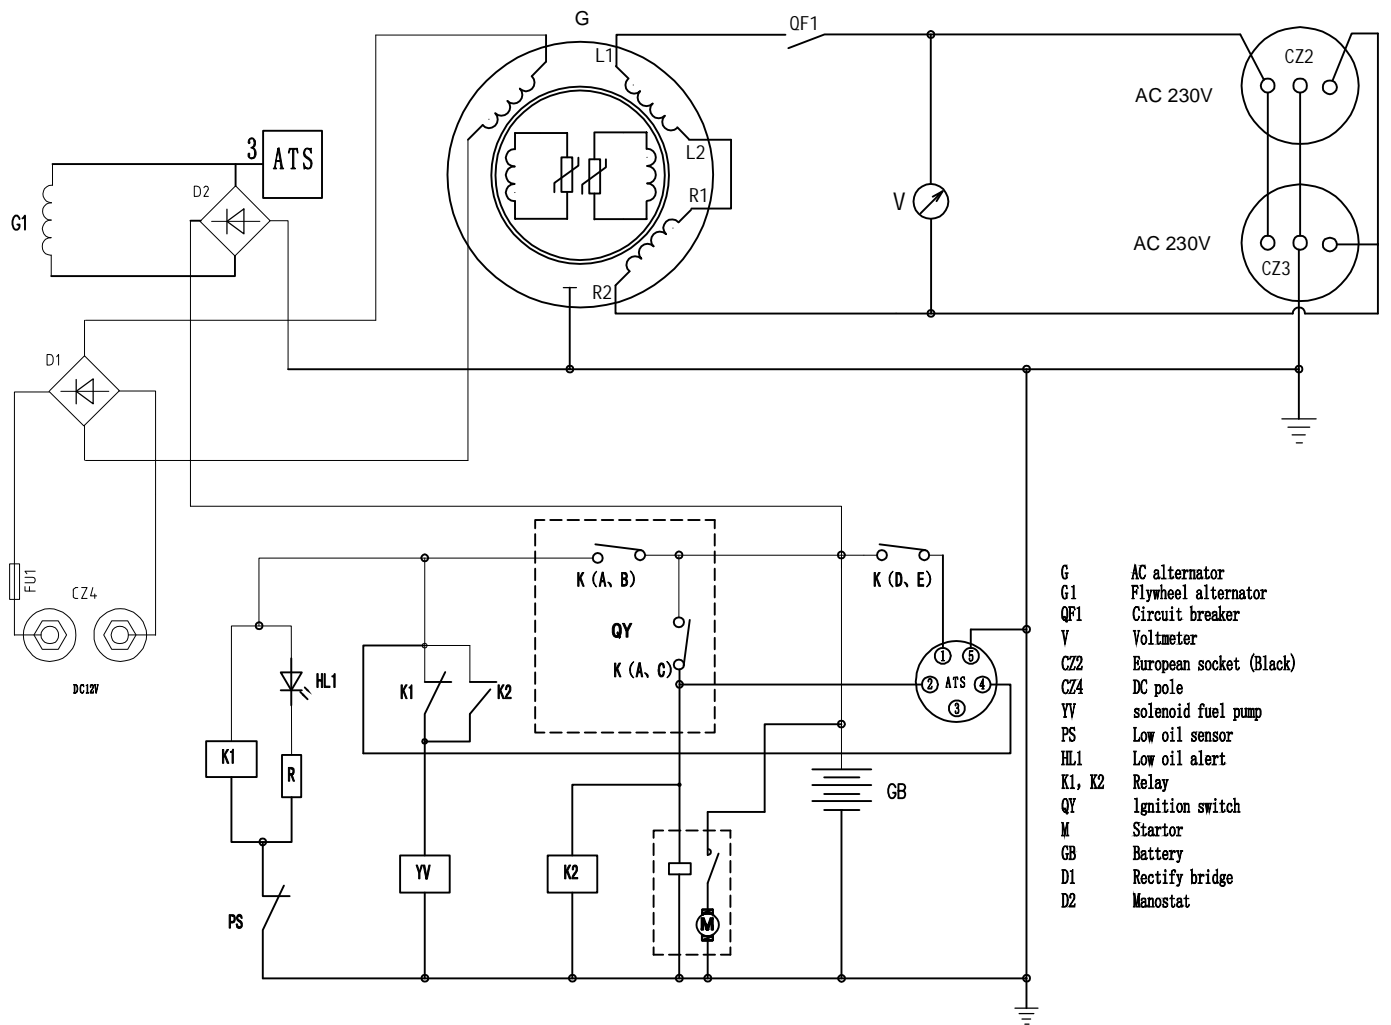 G
QF1
L1
CZ2
AC 230V
3
ATS
D2
L2
R1
V
G1
AC 230V
CZ3
R2
D1
FU1
CZ4
DC12V
K (A、B)
K (D、E)
QY
K (A、C)
1
5
2
ATS
4
3
HL1
K1
K2
K1
R
GB
YV
K2
PS
M
G AC alternator
G1 Flywheel alternator
QF1 Circuit breaker
V Voltmeter
CZ2 European socket (Black)
CZ4 DC pole
YV solenoid fuel pump
PS Low oil sensor
HL1 Low oil alert
K1, K2 Relay
QY Ignition switch
M Startor
GB Battery
D1 Rectify bridge
D2 Manostat